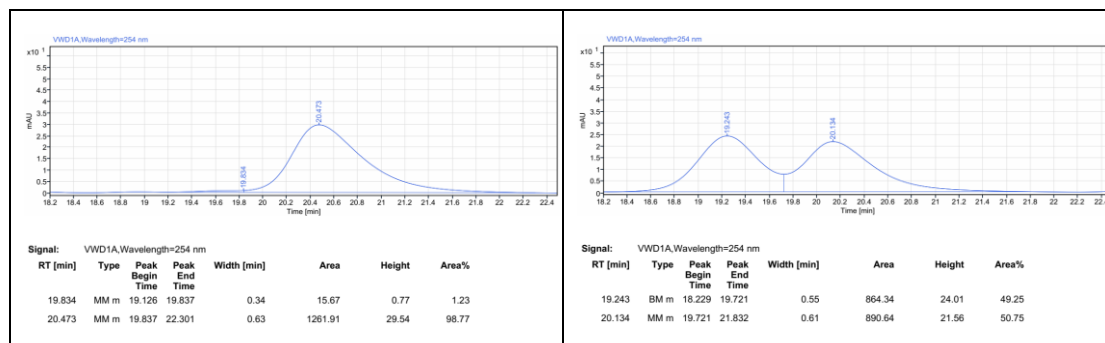 VWD1A,Wavelength=254 nm
x10 1
5.5
5
4.5
4
3.5
3
2.5
2
1.5
1
0.5
0
mAU
19.834
20.473
18.2 18.4 18.6 18.8 19 19.2 19.4 19.6 19.8 20 20.2 20.4 20.6 20.8 21 21.2 21.4 21.6 21.8 22 22.2 22.4
Time [min]
Signal: VWD1A,Wavelength=254 nm
RT [min] Type Peak Begin Time Peak End Time Width [min] Area Height Area%
19.834 MM m 19.126 19.837 0.34 15.67 0.77 1.23
20.473 MM m 19.837 22.301 0.63 1261.91 29.54 98.77
VWD1A,Wavelength=254 nm
x10 1
5.5
5
4.5
4
3.5
3
2.5
2
1.5
1
0.5
0
mAU
19.243
20.134
18.2 18.4 18.6 18.8 19 19.2 19.4 19.6 19.8 20 20.2 20.4 20.6 20.8 21 21.2 21.4 21.6 21.8 22 22.2
Time [min]
Signal: VWD1A,Wavelength=254 nm
RT [min] Type Peak Begin Time Peak End Time Width [min] Area Height Area%
19.243 BM m 18.229 19.721 0.55 864.34 24.01 49.25
20.134 MM m 19.721 21.832 0.61 890.64 21.56 50.75